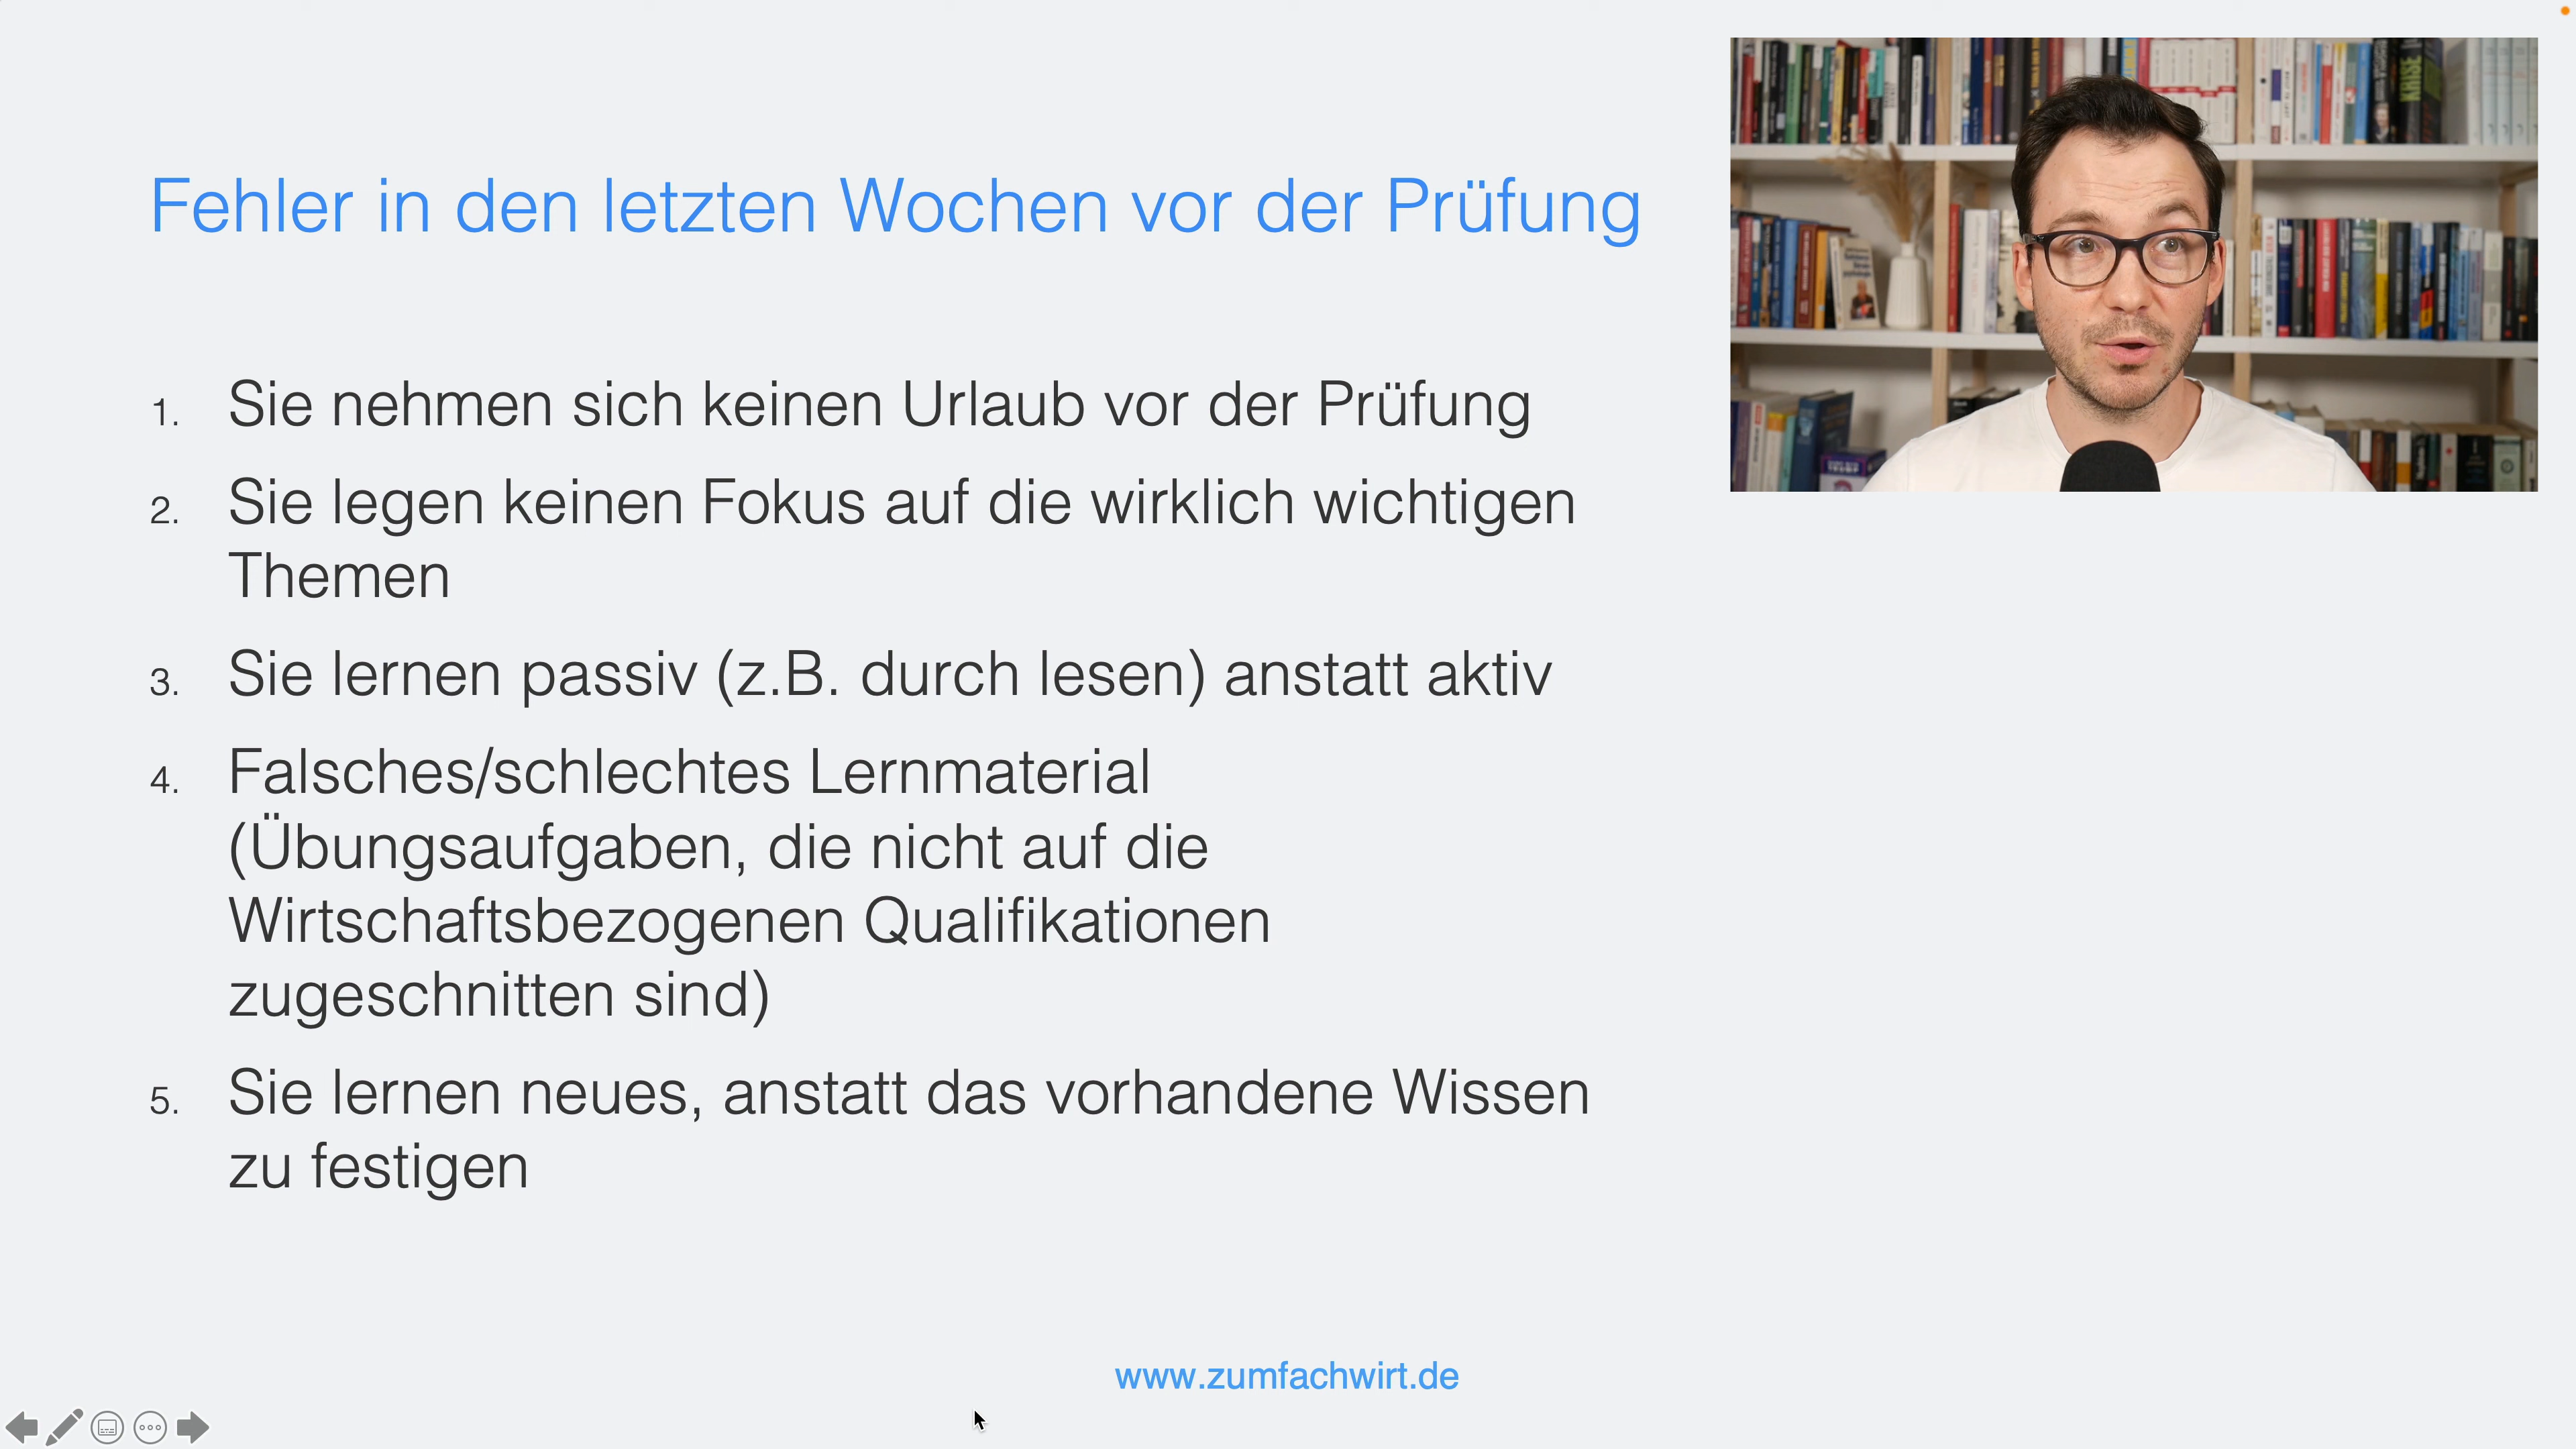 Fehler in den letzten Wochen vor der Prüfung
1. Sie nehmen sich keinen Urlaub vor der Prüfung
2. Sie legen keinen Fokus auf die wirklich wichtigen
Themen
3. Sie lernen passiv (z.B. durch lesen) anstatt aktiv
4. Falsches/schlechtes Lernmaterial
(Übungsaufgaben, die nicht auf die
Wirtschaftsbezogenen Qualifikationen
zugeschnitten sind)
5. Sie lernen neues, anstatt das vorhandene Wissen
zu festigen
www.zumfachwirt.de
KRISE